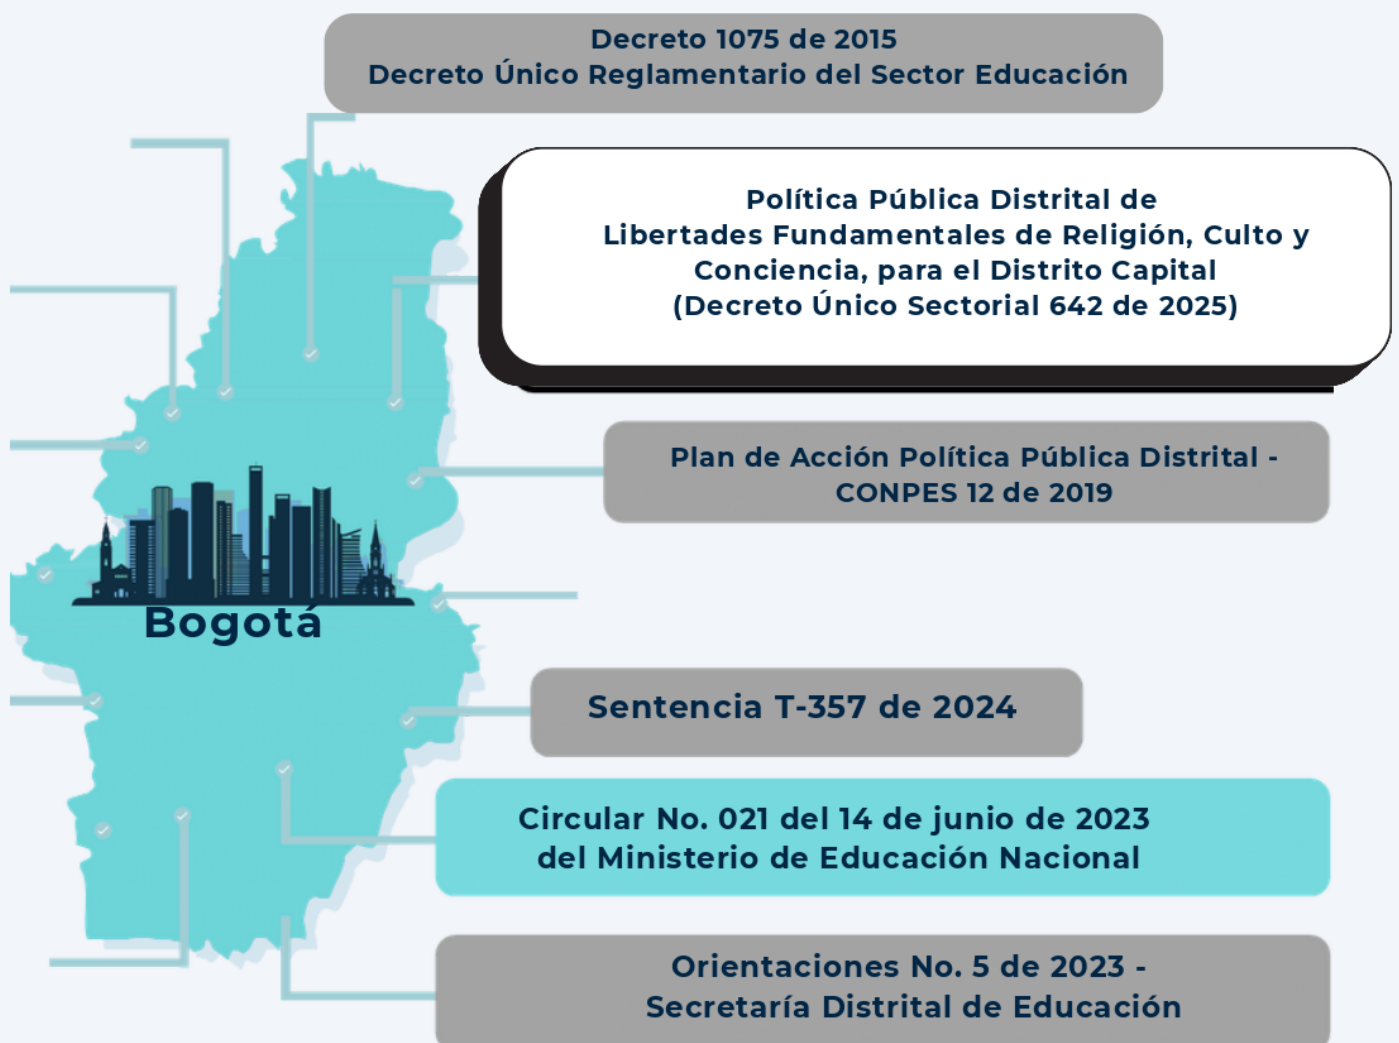 Decreto 1075 de 2015
Decreto Único Reglamentario del Sector Educación
Política Pública Distrital de
Libertades Fundamentales de Religión, Culto y
Conciencia, para el Distrito Capital
(Decreto Único Sectorial 642 de 2025)
Plan de Acción Política Pública Distrital -
CONPES 12 de 2019
Bogotá
Sentencia T-357 de 2024
Circular No. 021 del 14 de junio de 2023
del Ministerio de Educación Nacional
Orientaciones No. 5 de 2023 -
Secretaría Distrital de Educación